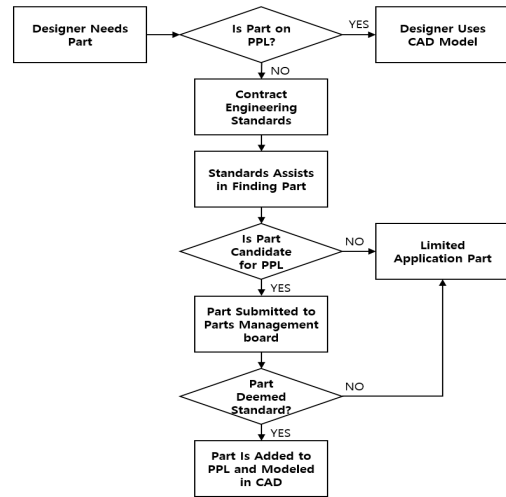 Designer Needs
Part
Is Part on
PPL?
YES
Designer Uses
CAD Model
NO
Contract
Engineering
Standards
Standards Assists
in Finding Part
Is Part
Candidate
for PPL
NO
Limited
Application Part
YES
Part Submitted to
Parts Management
board
Part
Deemed
Standard?
NO
YES
Part Is Added to
PPL and Modeled
in CAD